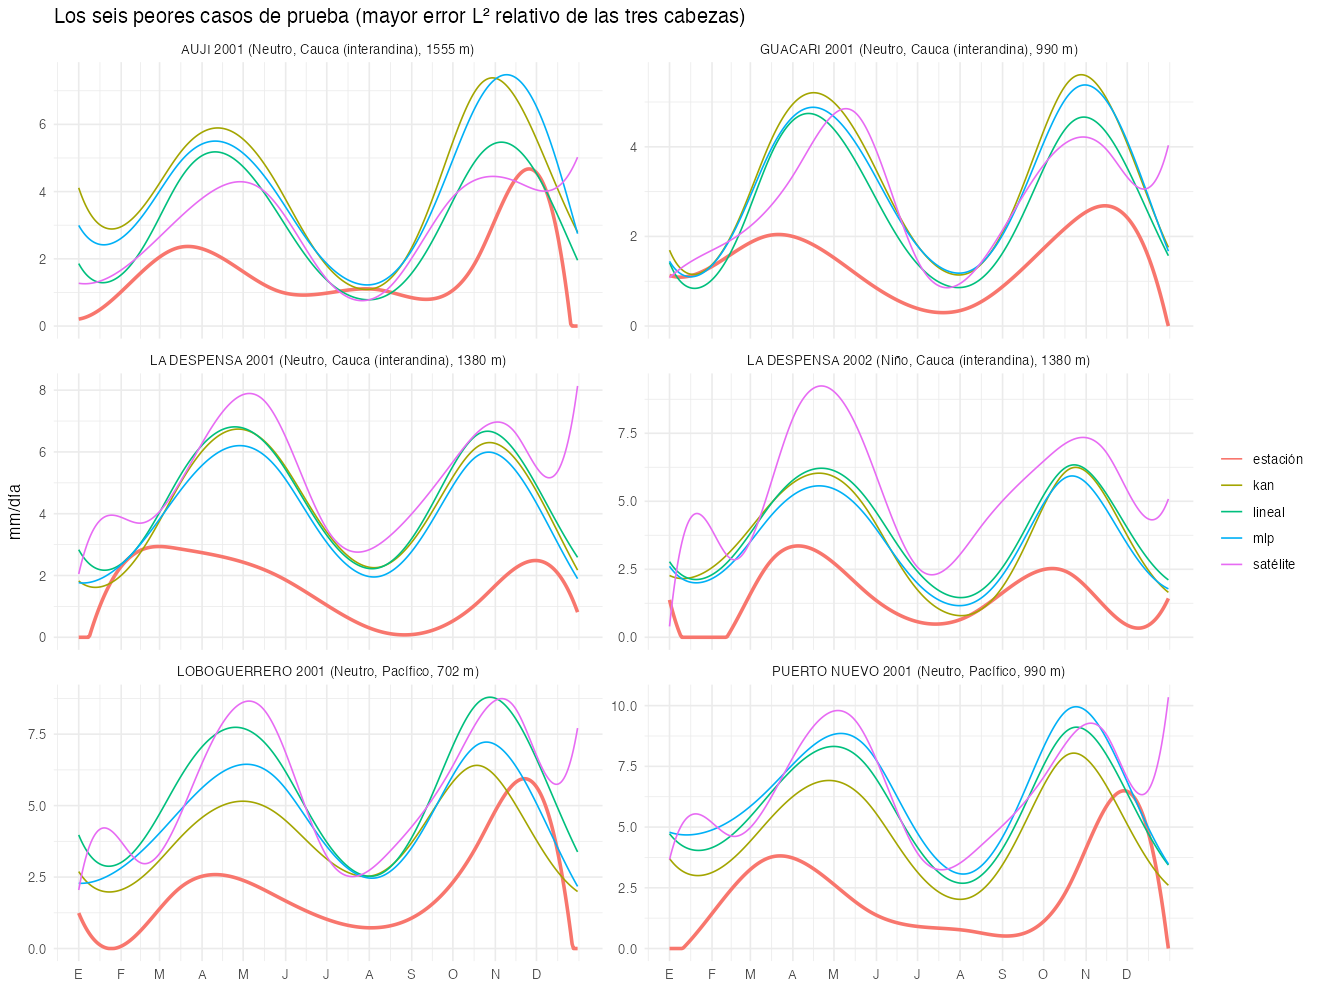 Los seis peores casos de prueba (mayor error L² relativo de las tres cabezas)
AUJI 2001 (Neutro, Cauca (interandina), 1555 m)
GUACARI 2001 (Neutro, Cauca (interandina), 990 m)
6
4
2
0
4
2
0
LA DESPENSA 2001 (Neutro, Cauca (interandina), 1380 m)
LA DESPENSA 2002 (Niño, Cauca (interandina), 1380 m)
8
6
4
2
0
7.5
5.0
2.5
0.0
mm/día
estación
kan
lineal
mlp
satélite
LOBOGUERRERO 2001 (Neutro, Pacífico, 702 m)
PUERTO NUEVO 2001 (Neutro, Pacífico, 990 m)
7.5
5.0
2.5
0.0
10.0
7.5
5.0
2.5
0.0
E F M A M J J A S O N D
E F M A M J J A S O N D